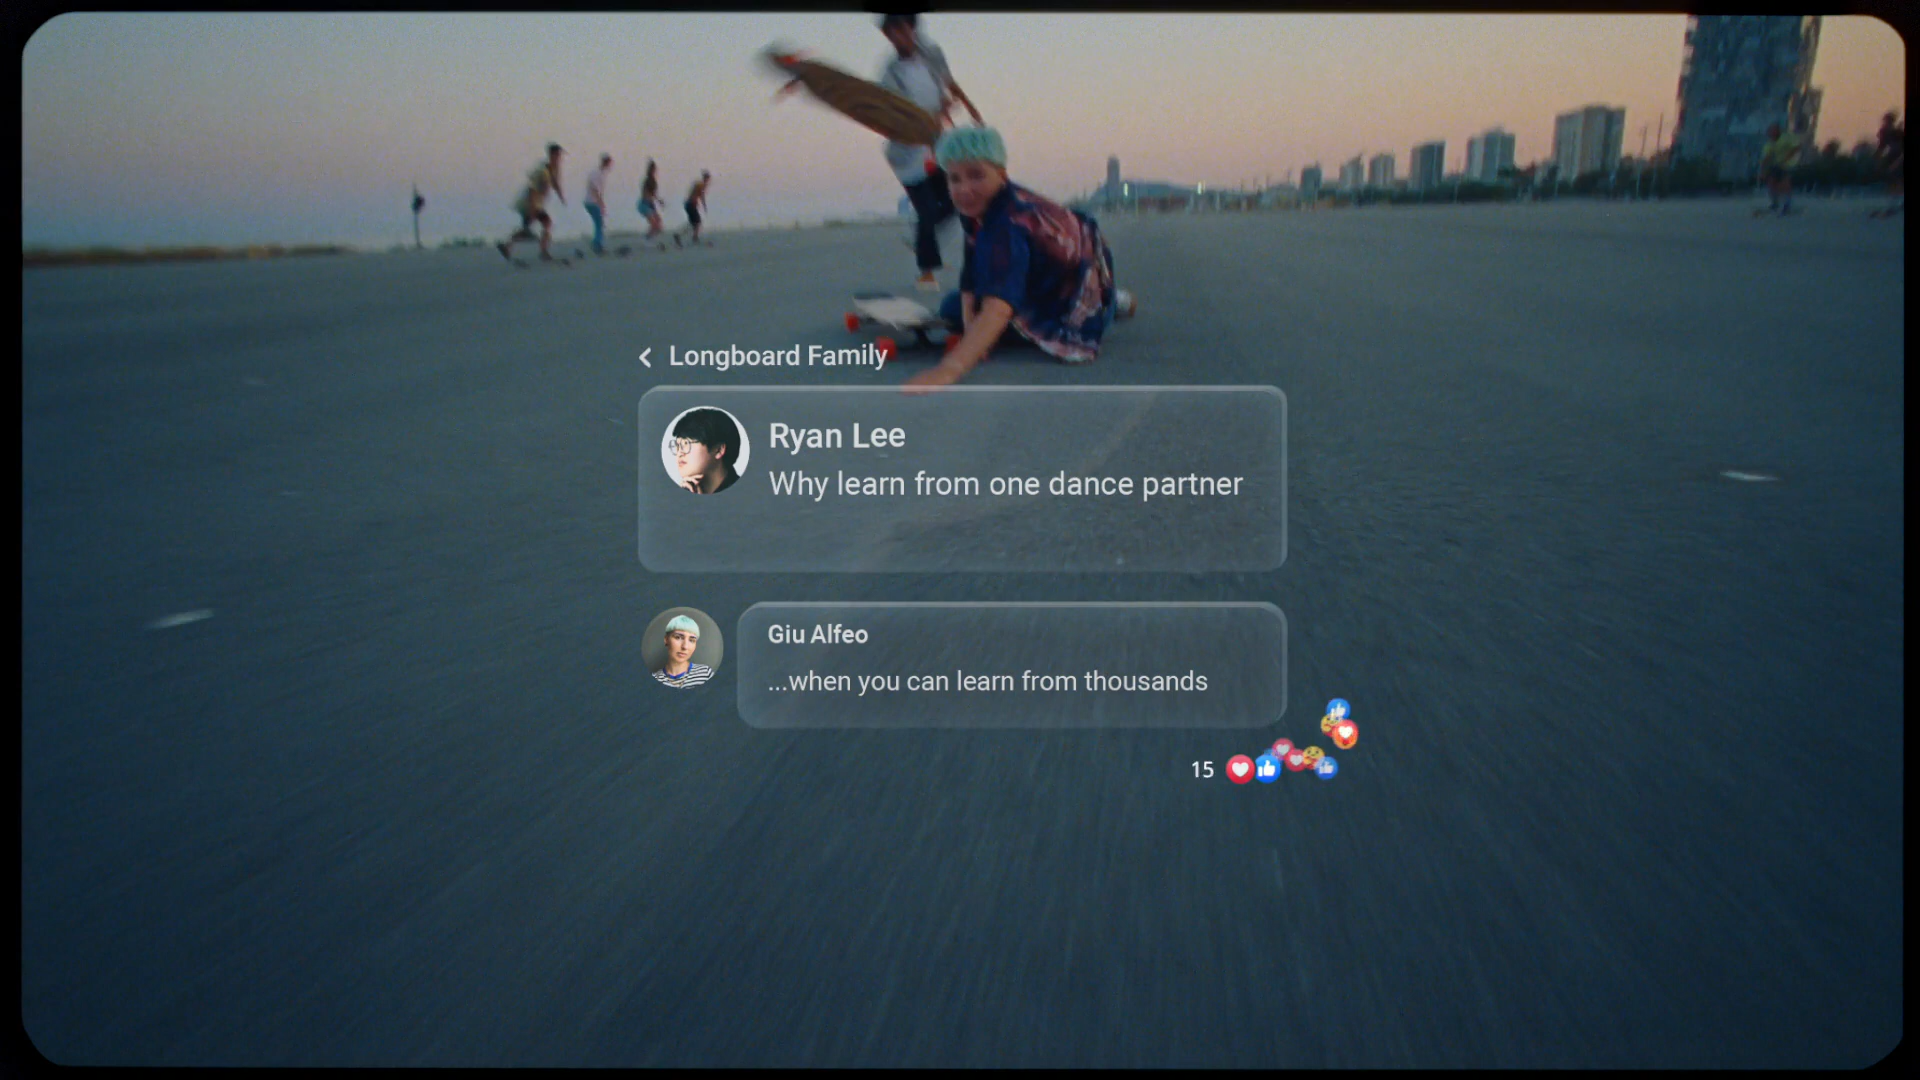 Longboard Family
Ryan Lee
Why learn from one dance partner
Giu Alfeo
...when you can learn from thousands
15